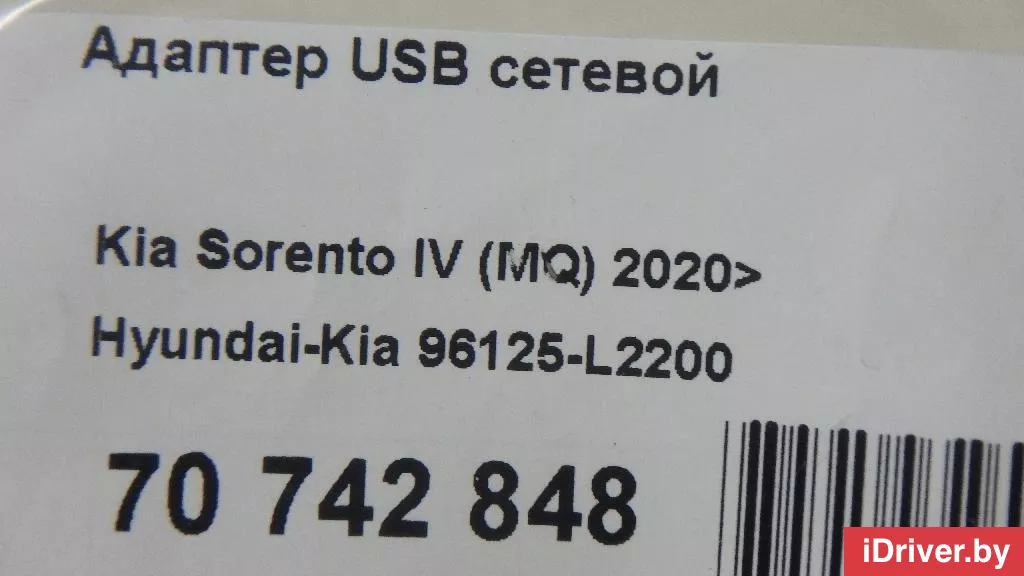 Адаптер USB сетевой
Kia Sorento IV (MQ) 2020>
Hyundai-Kia 96125-L2200
70 742 848
iDriver.by